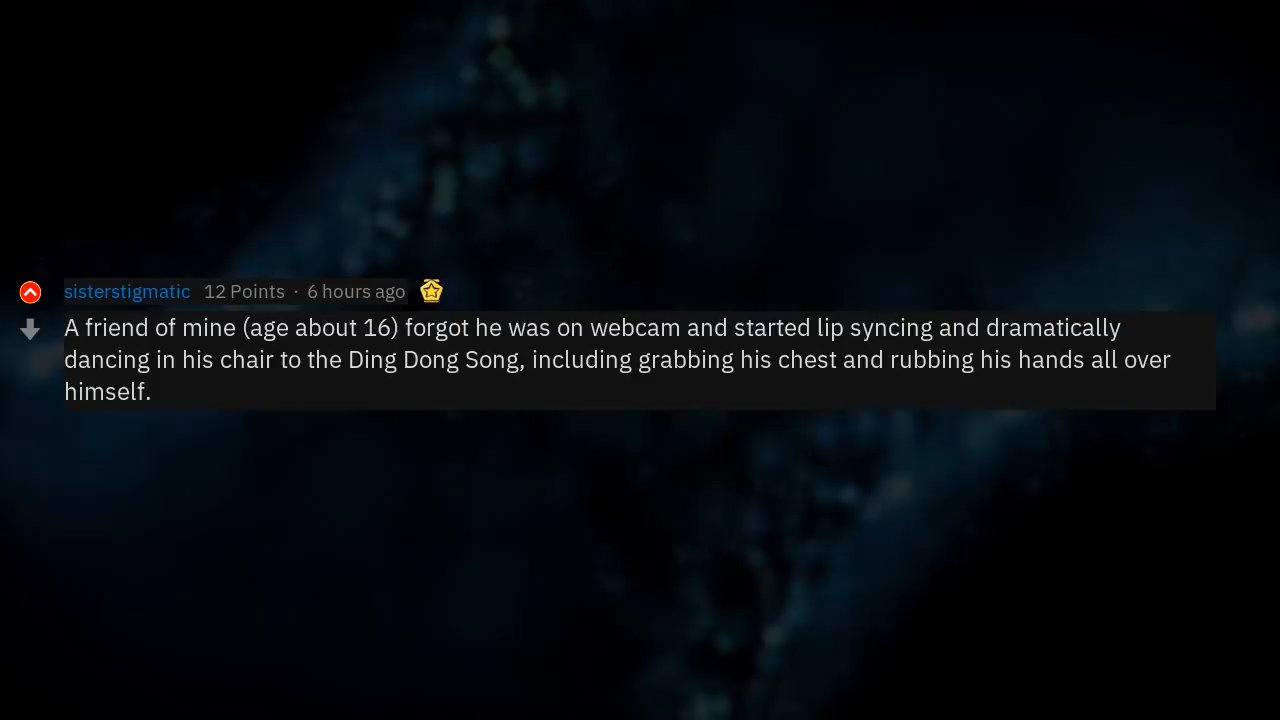 sisterstigmatic 12 Points · 6 hours ago
A friend of mine (age about 16) forgot he was on webcam and started lip syncing and dramatically
dancing in his chair to the Ding Dong Song, including grabbing his chest and rubbing his hands all over
himself.